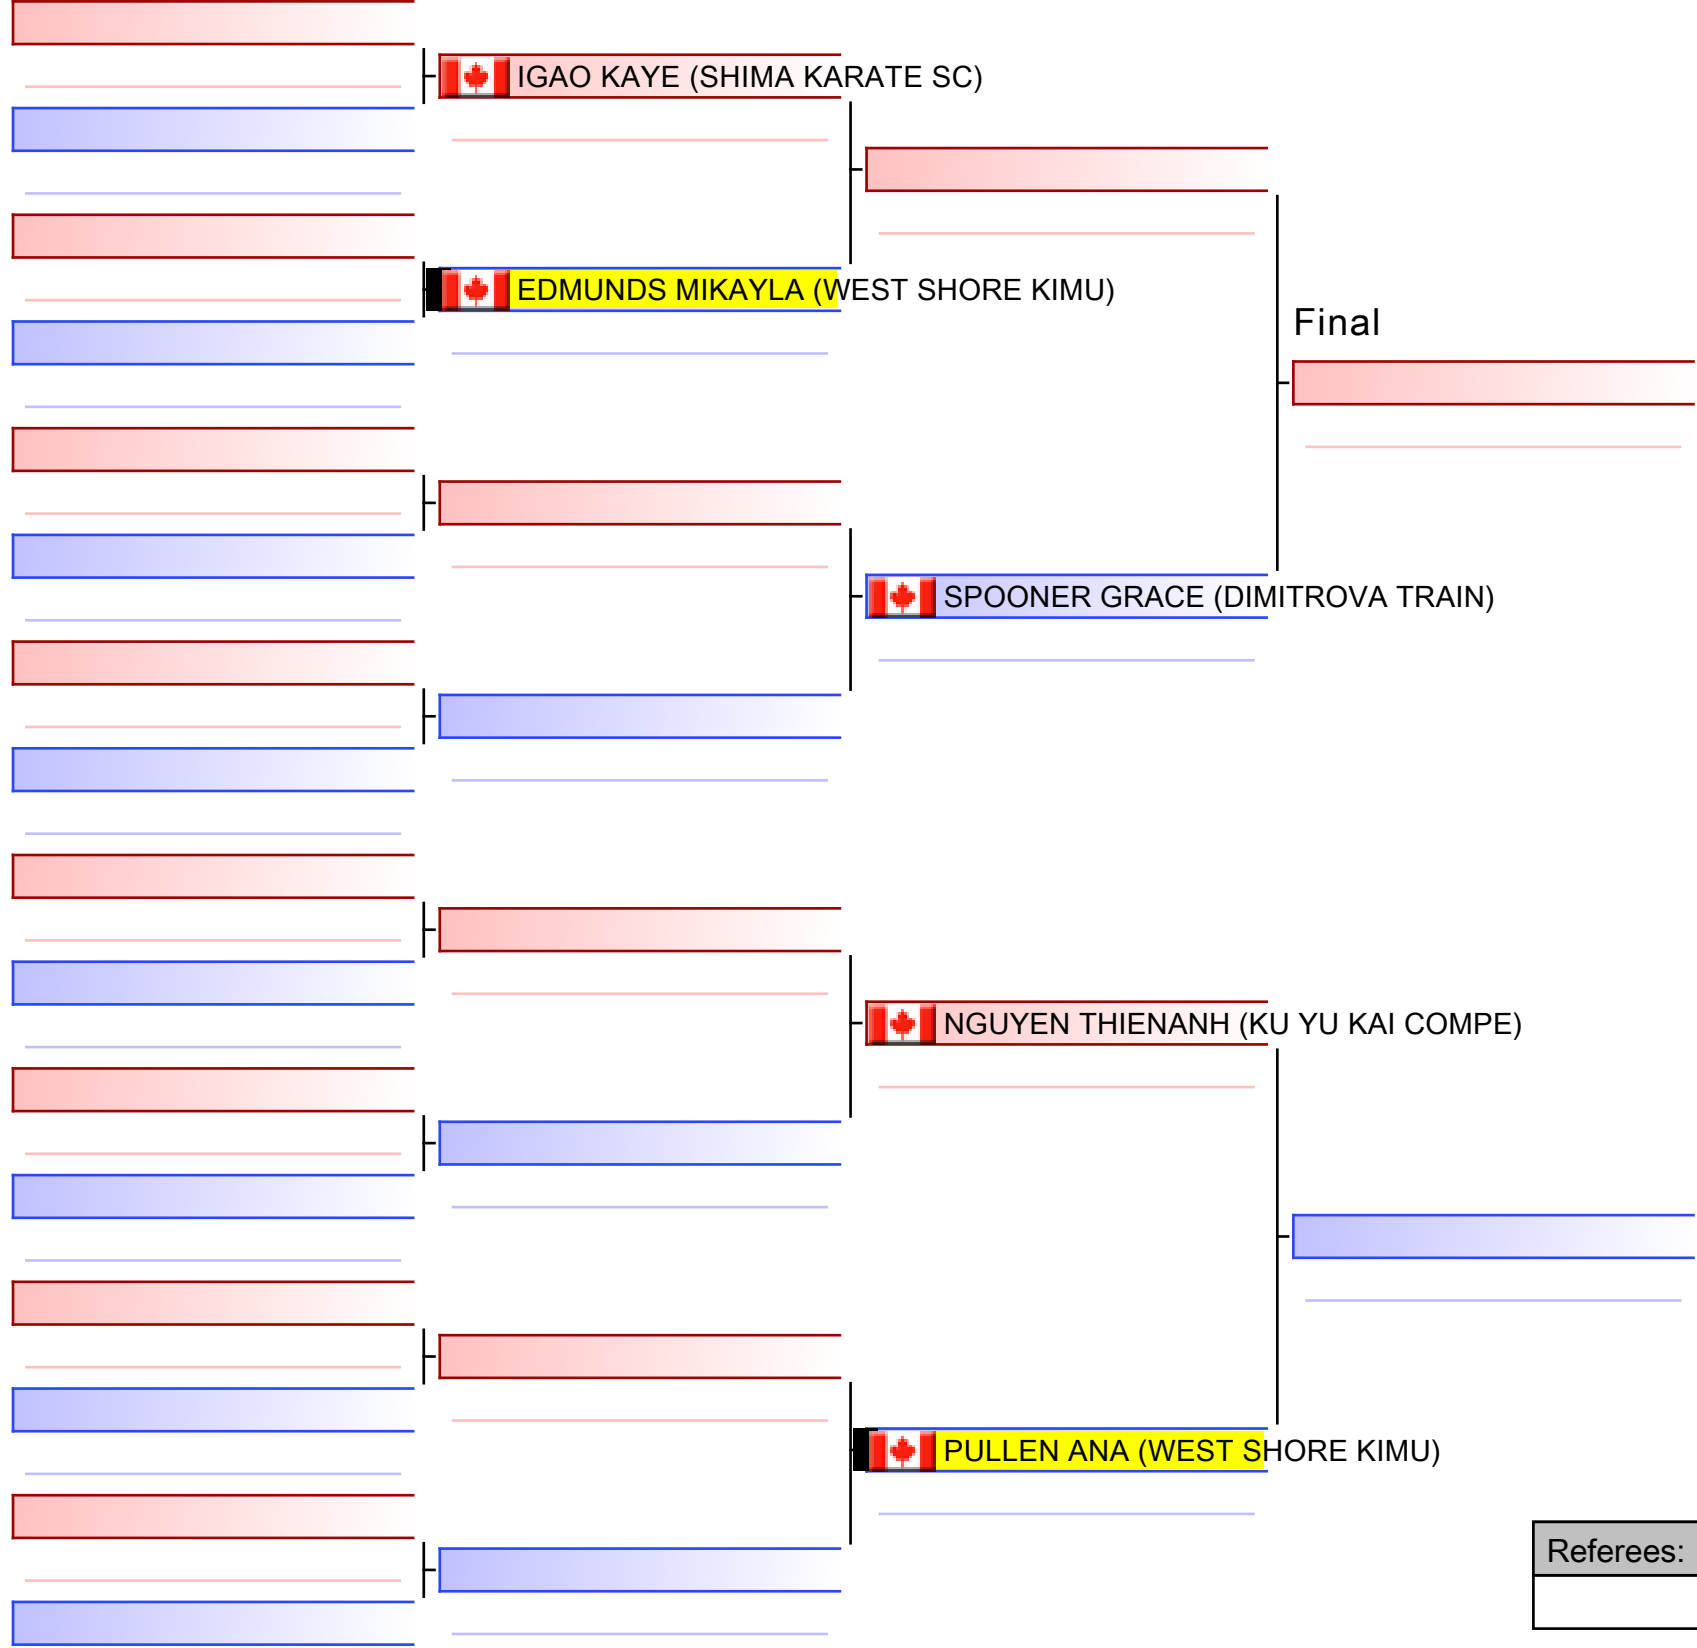 IGAO KAYE (SHIMA KARATE SC)
EDMUNDS MIKAYLA (WEST SHORE KIMU)
Final
SPOONER GRACE (DIMITROVA TRAIN)
NGUYEN THIENANH (KU YU KAI COMPE)
PULLEN ANA (WEST SHORE KIMU)
Referees: